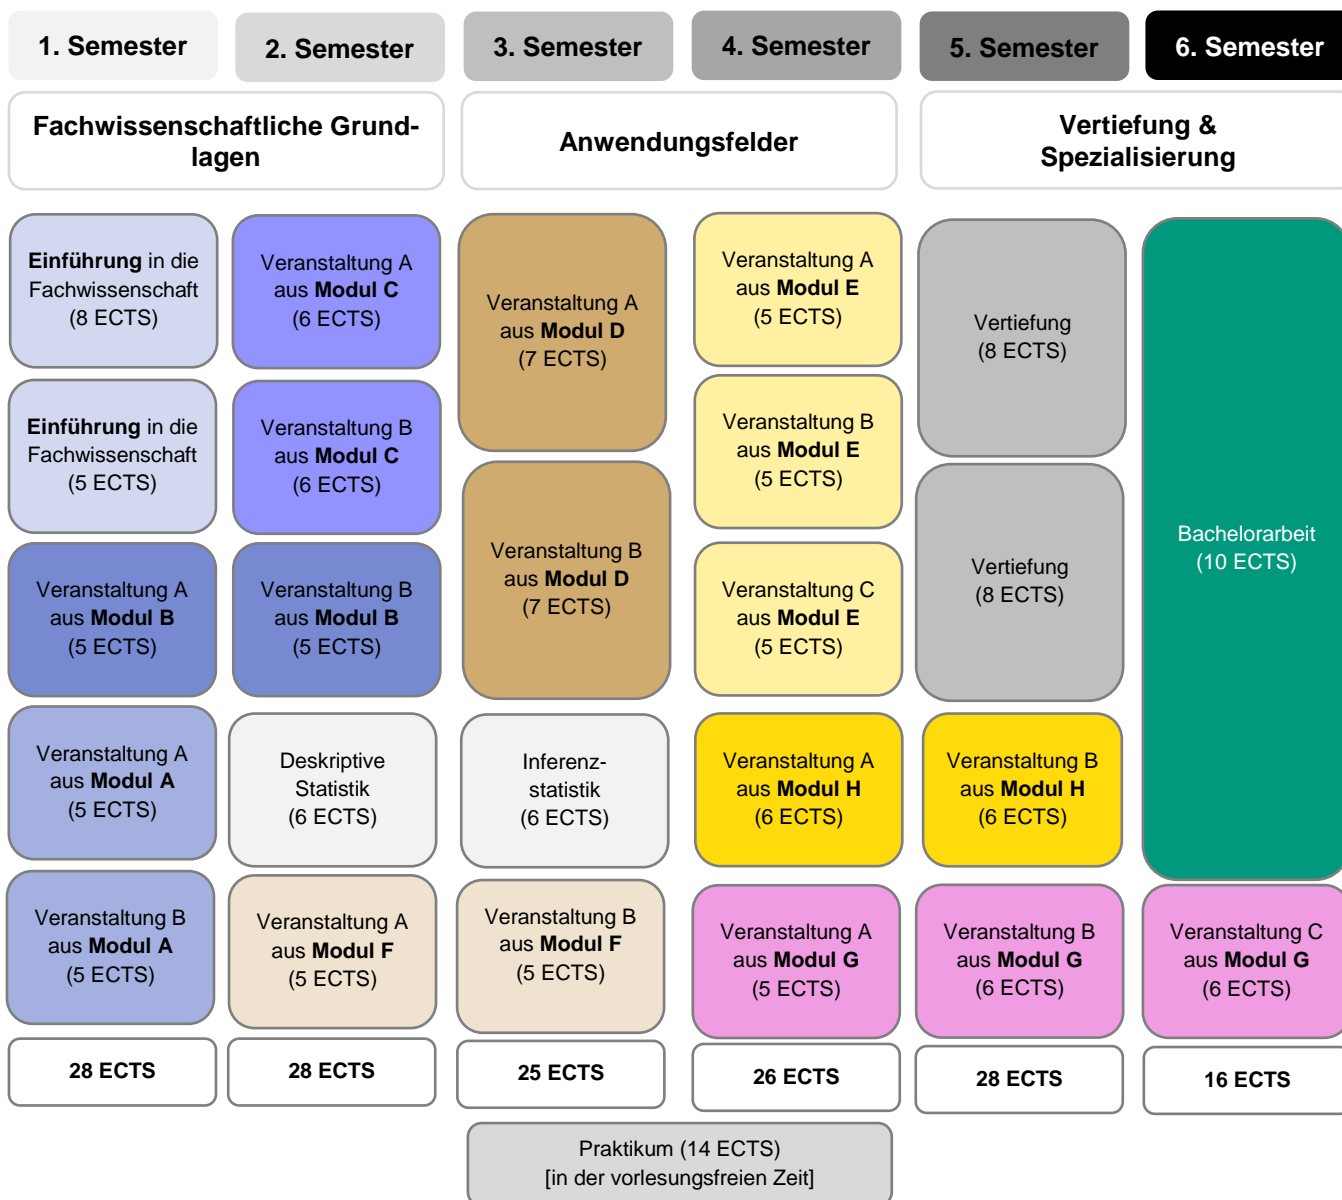 1. Semester
2. Semester
3. Semester
4. Semester
5. Semester
6. Semester
Fachwissenschaftliche Grund-
lagen
Anwendungsfelder
Vertiefung &
Spezialisierung
Einführung in die
Fachwissenschaft
(8 ECTS)
Veranstaltung A
aus Modul C
(6 ECTS)
Veranstaltung A
aus Modul D
(7 ECTS)
Veranstaltung A
aus Modul E
(5 ECTS)
Vertiefung
(8 ECTS)
Bachelorarbeit
(10 ECTS)
Einführung in die
Fachwissenschaft
(5 ECTS)
Veranstaltung B
aus Modul C
(6 ECTS)
Veranstaltung B
aus Modul D
(7 ECTS)
Veranstaltung B
aus Modul E
(5 ECTS)
Vertiefung
(8 ECTS)
Veranstaltung A
aus Modul B
(5 ECTS)
Veranstaltung B
aus Modul B
(5 ECTS)
Veranstaltung C
aus Modul E
(5 ECTS)
Veranstaltung A
aus Modul A
(5 ECTS)
Deskriptive
Statistik
(6 ECTS)
Inferenz-
statistik
(6 ECTS)
Veranstaltung A
aus Modul H
(6 ECTS)
Veranstaltung B
aus Modul H
(6 ECTS)
Veranstaltung B
aus Modul A
(5 ECTS)
Veranstaltung A
aus Modul F
(5 ECTS)
Veranstaltung B
aus Modul F
(5 ECTS)
Veranstaltung A
aus Modul G
(5 ECTS)
Veranstaltung B
aus Modul G
(6 ECTS)
Veranstaltung C
aus Modul G
(6 ECTS)
28 ECTS
28 ECTS
25 ECTS
26 ECTS
28 ECTS
16 ECTS
Praktikum (14 ECTS)
[in der vorlesungsfreien Zeit]